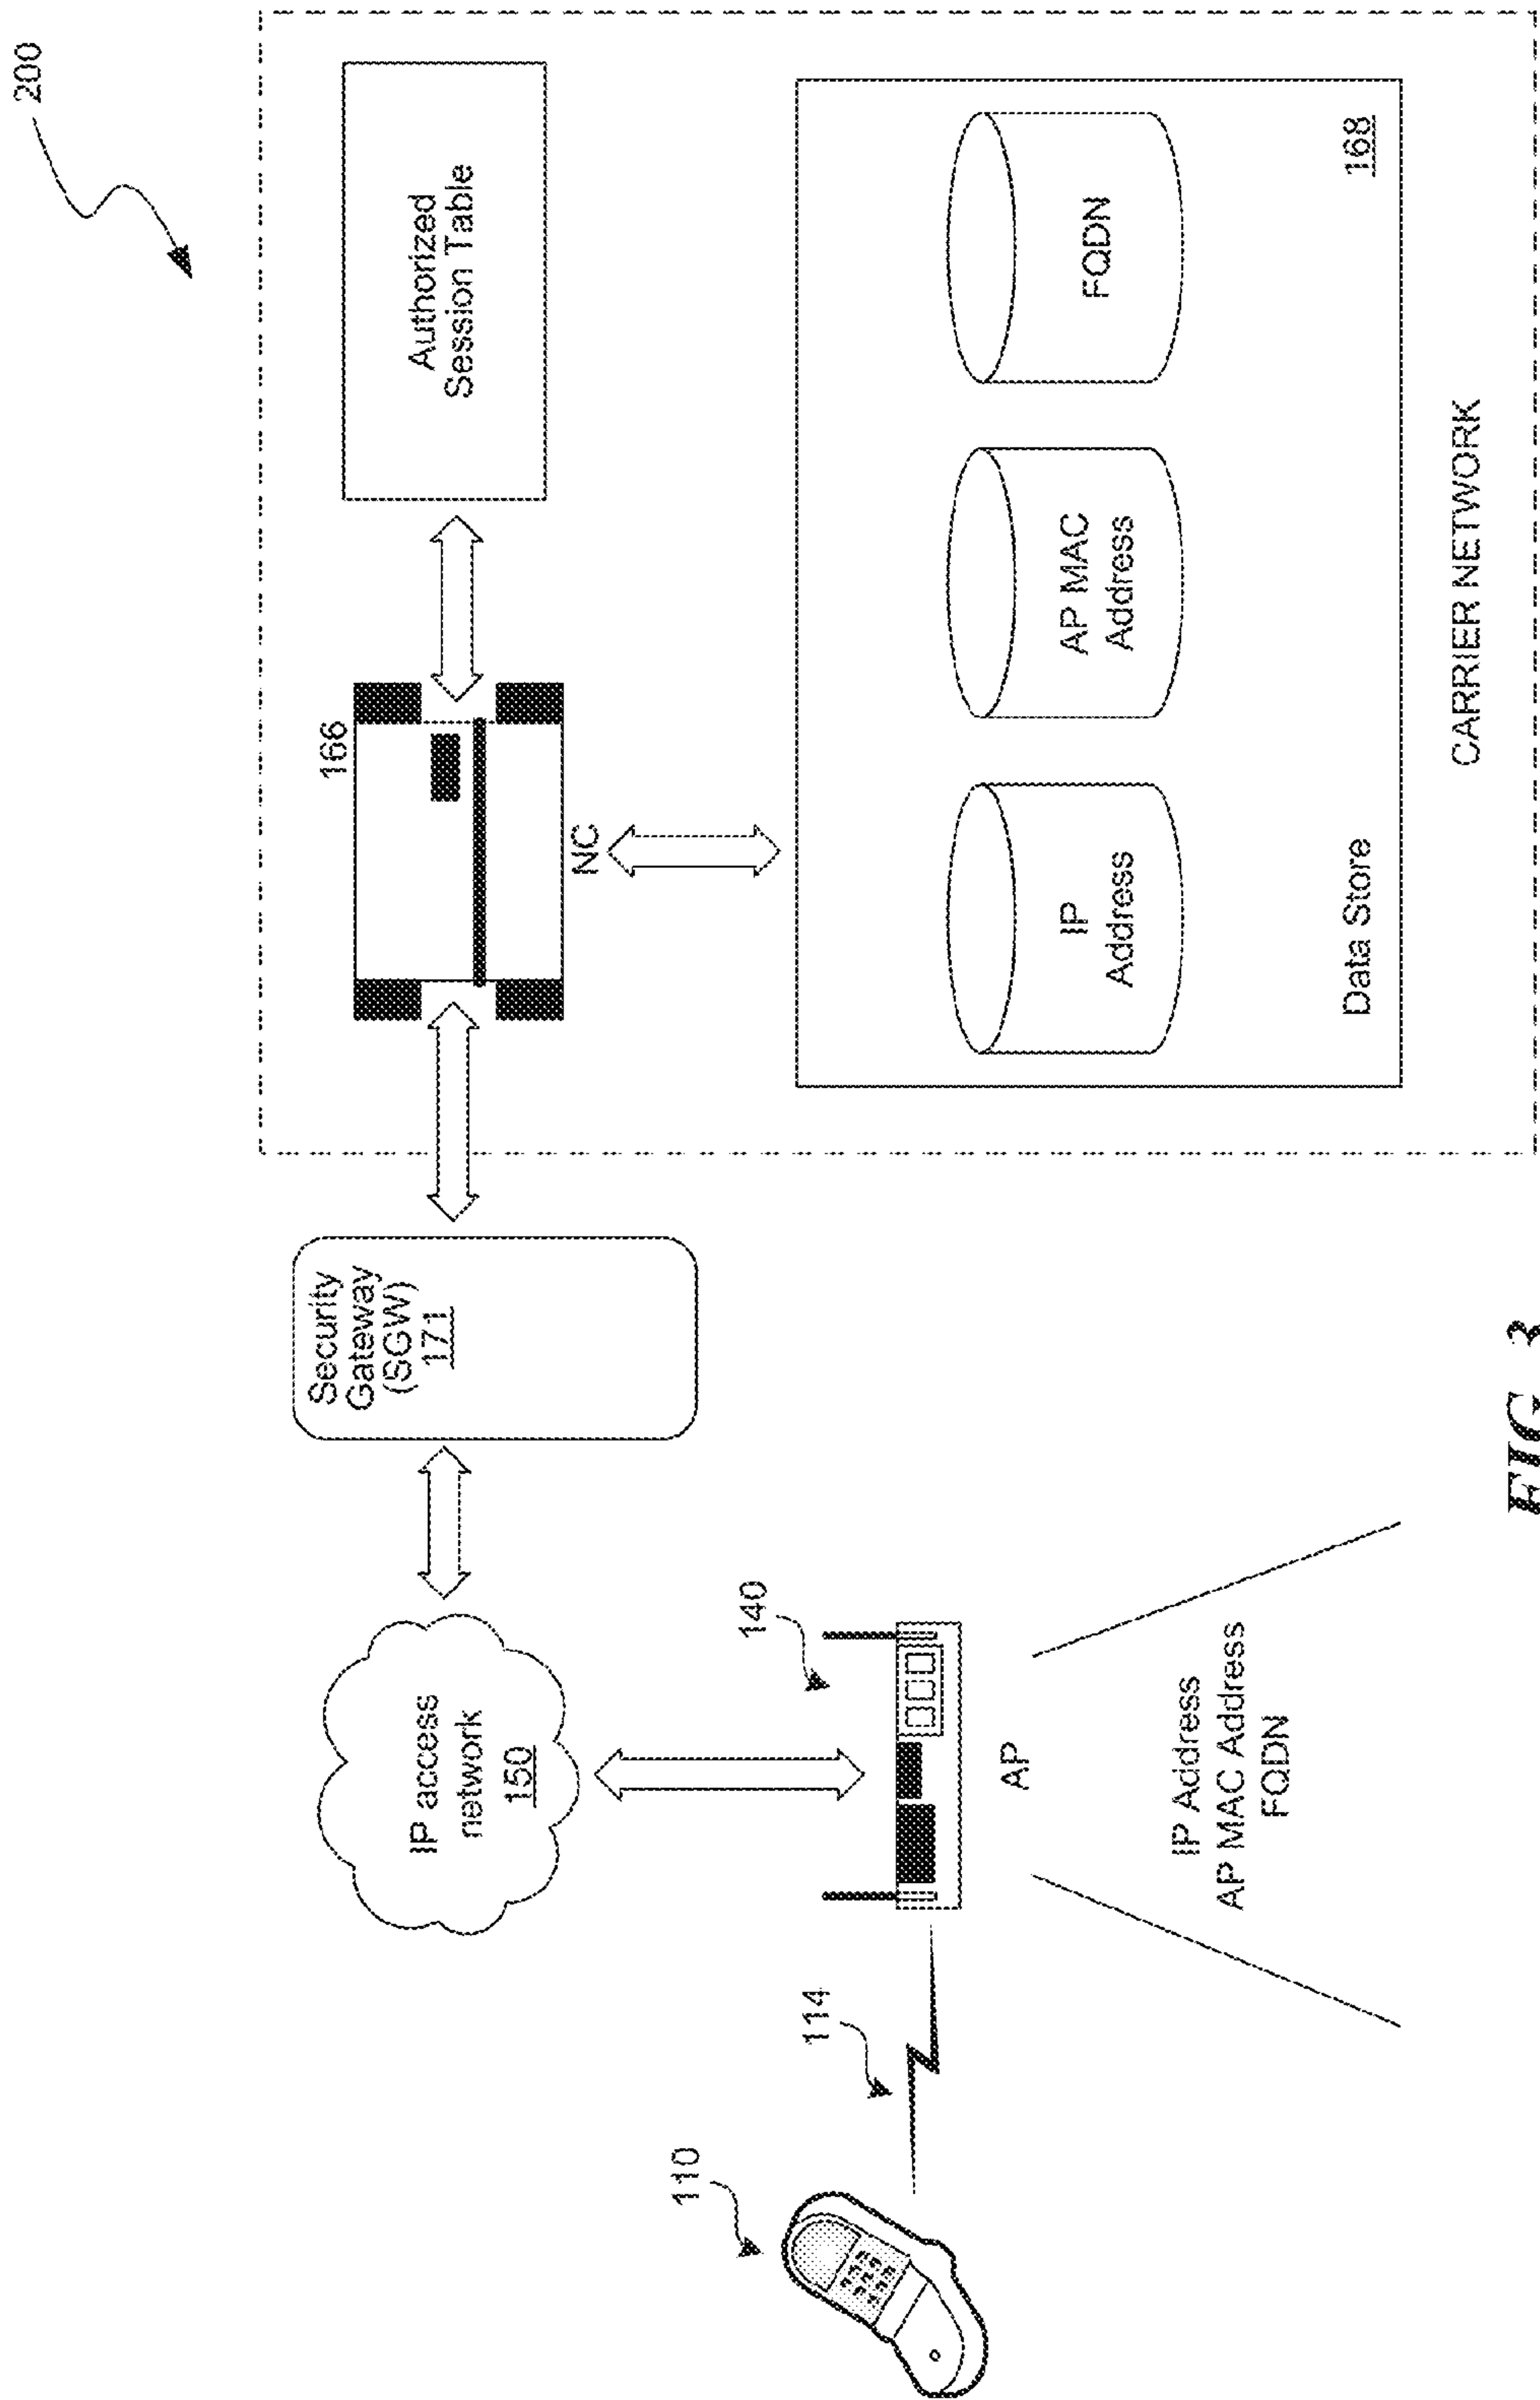 200
110
114
140
AP
IP Address
AP MAC Address
FQDN
IP access
network
150
Security
Gateway
(SGW)
171
166
NC
Authorized
Session Table
IP
Address
AP MAC
Address
FQDN
Data Store
168
CARRIER NETWORK
FIG. 3